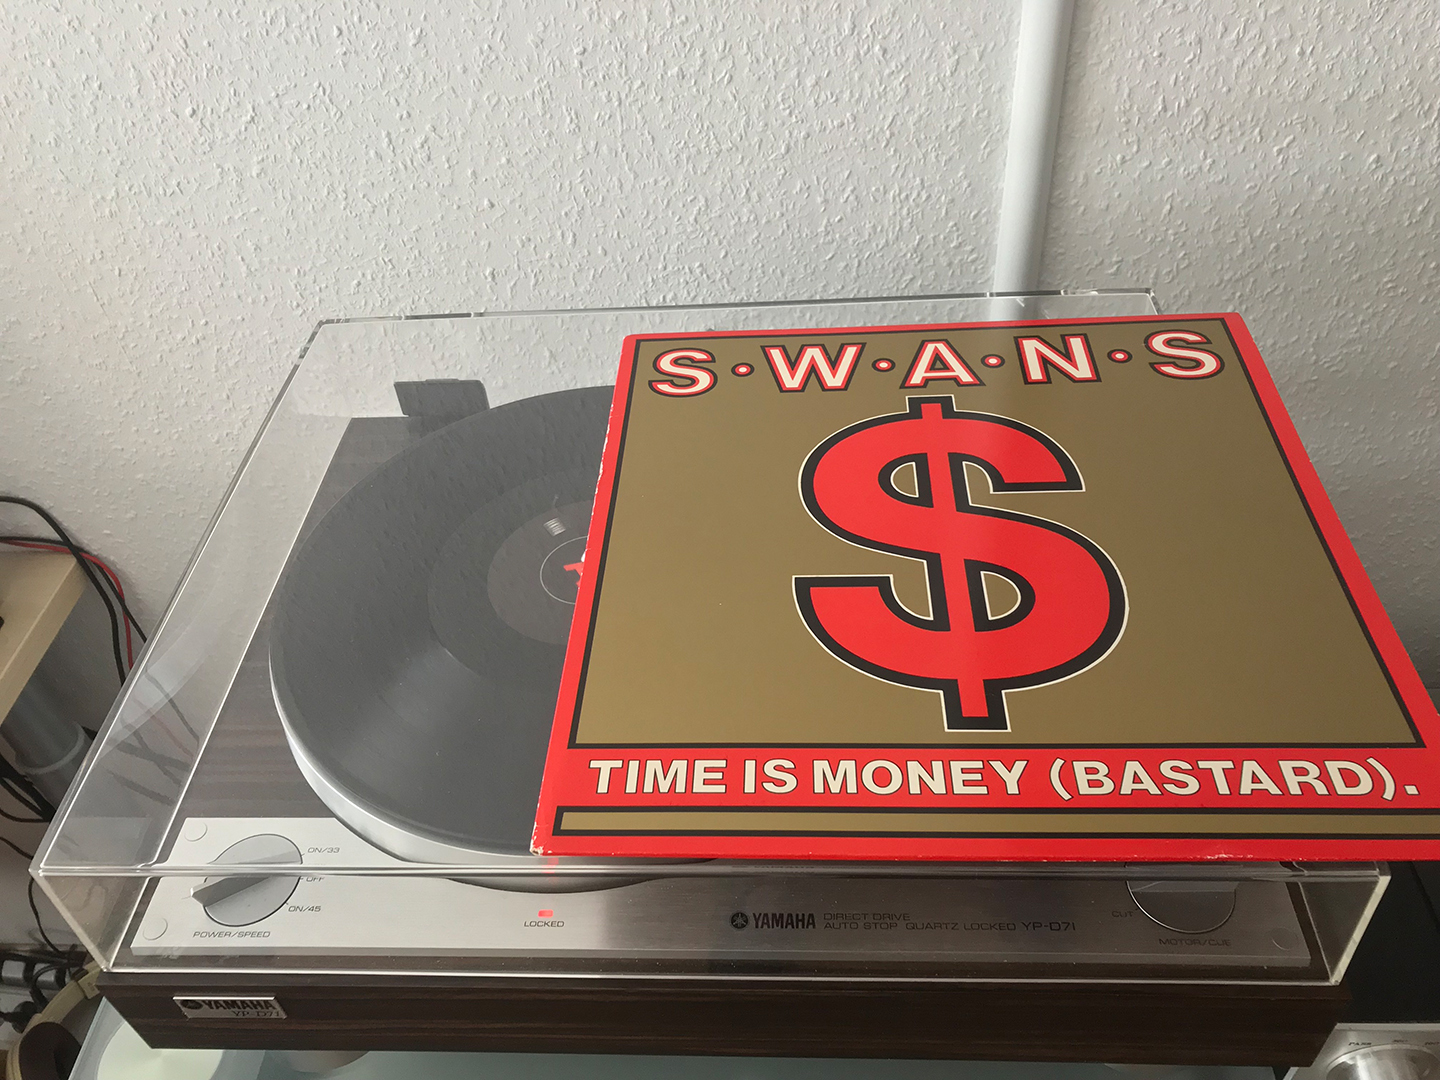 S·W·A·N·S
$
TIME IS MONEY (BASTARD).
ON/33
OFF
ON/45
POWER/SPEED
LOCKED
YAMAHA
DIRECT DRIVE
AUTO STOP QUARTZ LOCKED YP-D71
CUT
MOTOR/CUE
YAMAHA
YP-D71